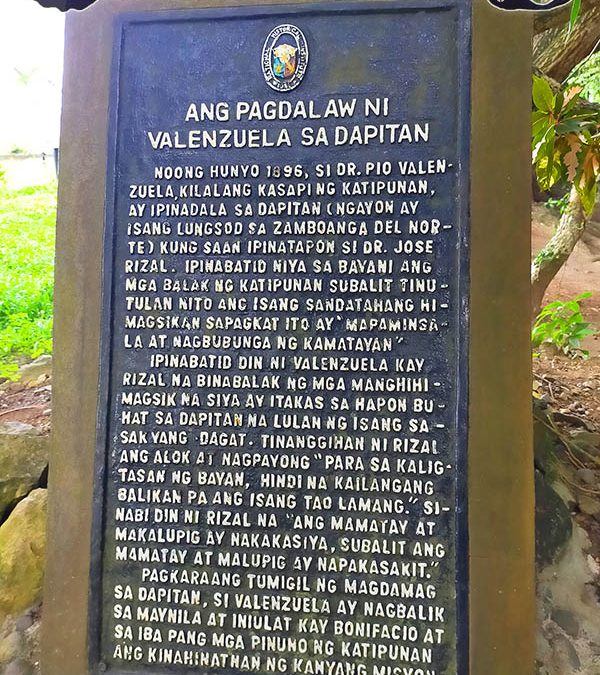 ANG PAGDALAW NI
VALENZUELA SA DAPITAN
NOONG HUNYO 1896, SI DR. PIO VALEN-
ZUELA, KILALANG KASAPI NG KATIPUNAN,
AY IPINADALA SA DAPITAN (NGAYON AY
ISANG LUNGSOD SA ZAMBOANGA DEL NOR-
TE) KUNG SAAN IPINATAPON SI DR. JOSE
RIZAL. IPINABATID NIYA SA BAYANI ANG
MGA BALAK NG KATIPUNAN SUBALIT TINU-
TULAN NITO ANG ISANG SANDATAHANG HI-
MAGSIKAN SAPAGKAT ITO AY "MAPAMINSA-
LA AT NAGBUBUNGA NG KAMATAYAN"
IPINABATID DIN NI VALENZUELA KAY
RIZAL NA BINABALAK NG MGA MANGHIHI-
MAGSIK NA SIYA AY ITAKAS SA HAPON BU-
HAT SA DAPITAN NA LULAN NG ISANG SA-
SAKYANG DAGAT. TINANGGIHAN NI RIZAL
ANG ALOK AT NAGPAYONG "PARA SA KALIG-
TASAN NG BAYAN, HINDI NA KAILANGANG
BALIKAN PA ANG ISANG TAO LAMANG." SI-
NABI DIN NI RIZAL NA "ANG MAMATAY AT
MAKALUPIG AY NAKAKASIYA, SUBALIT ANG
MAMATAY AT MALUPIG AY NAPAKASAKIT."
PAGKARAANG TUMIGIL NG MAGDAMAG
SA DAPITAN, SI VALENZUELA AY NAGBALIK
SA MAYNILA AT INIULAT KAY BONIFACIO AT
SA IBA PANG MGA PINUNO NG KATIPUNAN
ANG KINAHINATNAN NG KANYANG MISYON